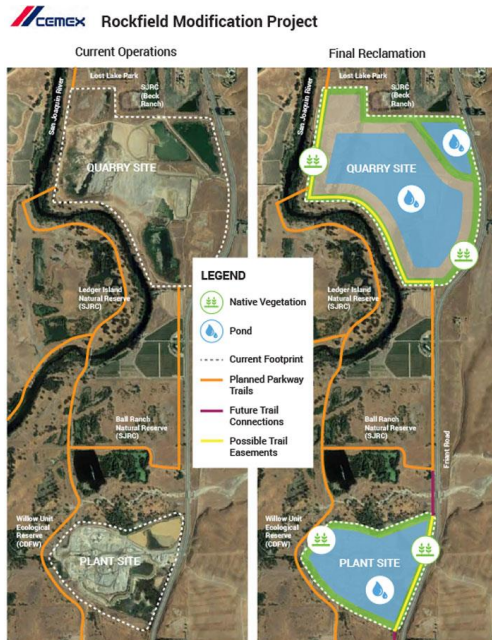 CEMEX
Rockfield Modification Project
Current Operations
Final Reclamation
Lost Lake Park
San Joaquin River
SJRC
(Beck
Ranch)
QUARRY SITE
Ledger Island
Natural Reserve
(SJRC)
Ball Ranch
Natural Reserve
(SJRC)
Willow Unit
Ecological
Reserve
(CDFW)
PLANT SITE
LEGEND
Native Vegetation
Pond
Current Footprint
Planned Parkway
Trails
Future Trail
Connections
Possible Trail
Easements
Lost Lake Park
San Joaquin River
SJRC
(Beck
Ranch)
QUARRY SITE
Ledger Island
Natural Reserve
(SJRC)
Ball Ranch
Natural Reserve
(SJRC)
Friant Road
Willow Unit
Ecological
Reserve
(CDFW)
PLANT SITE